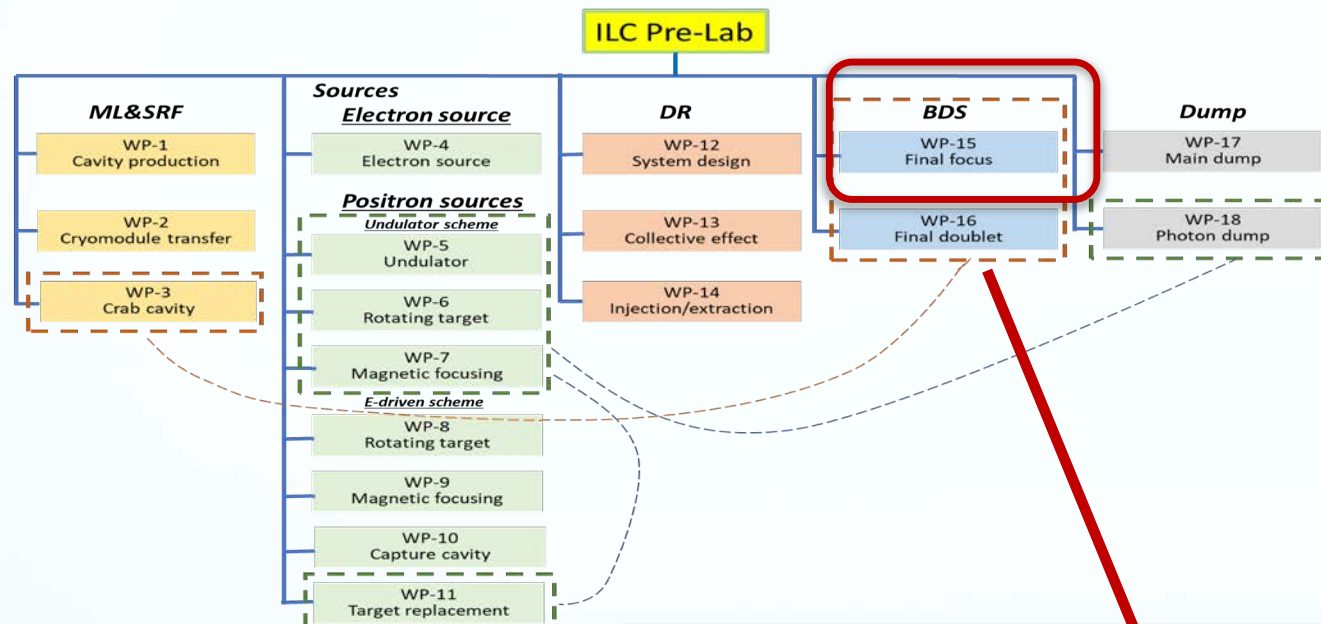 ILC Pre-Lab
ML&SRF
WP-1
Cavity production
WP-2
Cryomodule transfer
WP-3
Crab cavity
Sources
Electron source
WP-4
Electron source
Positron sources
Undulator scheme
WP-5
Undulator
WP-6
Rotating target
WP-7
Magnetic focusing
E-driven scheme
WP-8
Rotating target
WP-9
Magnetic focusing
WP-10
Capture cavity
WP-11
Target replacement
DR
WP-12
System design
WP-13
Collective effect
WP-14
Injection/extraction
BDS
WP-15
Final focus
WP-16
Final doublet
Dump
WP-17
Main dump
WP-18
Photon dump